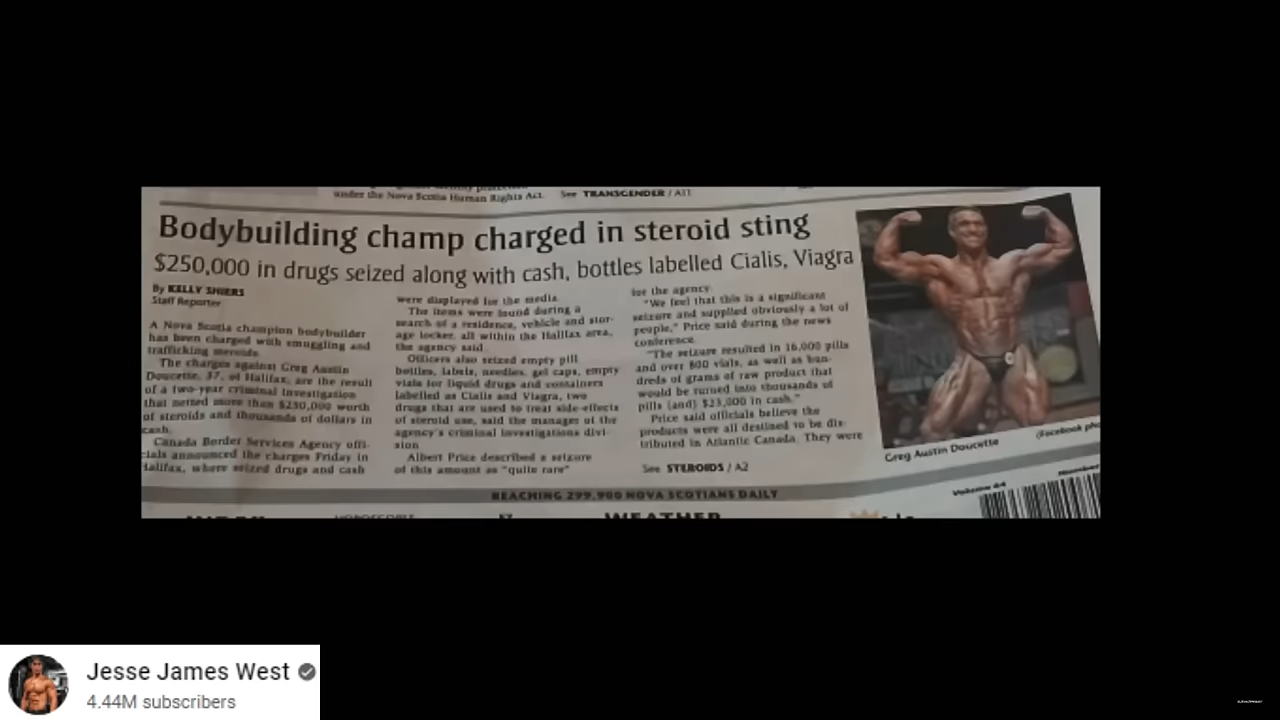 under the Nova Scotia Human Rights Act. See TRANSGENDER / A11
Bodybuilding champ charged in steroid sting
$250,000 in drugs seized along with cash, bottles labelled Cialis, Viagra
By KELLY SHIERS
Staff Reporter
A Nova Scotia champion bodybuilder
has been charged with smuggling and
trafficking steroids.
The charges against Greg Austin
Doucette, 37, of Halifax, are the result
of a two-year criminal investigation
that netted more than $250,000 worth
of steroids and thousands of dollars in
cash.
Canada Border Services Agency offi-
cials announced the charges Friday in
Halifax, where seized drugs and cash
were displayed for the media.
The items were found during a
search of a residence, vehicle and stor-
age locker, all within the Halifax area,
the agency said.
Officers also seized empty pill
bottles, labels, needles, gel caps, empty
vials for liquid drugs and containers
labelled as Cialis and Viagra, two
drugs that are used to treat side-effects
of steroid use, said the manager of the
agency's criminal investigations divi-
sion.
Albert Price described a seizure
of this amount as "quite rare"
for the agency.
"We feel that this is a significant
seizure and supplied obviously a lot of
people," Price said during the news
conference.
"The seizure resulted in 16,000 pills
and over 800 vials, as well as hun-
dreds of grams of raw product that
would be turned into thousands of
pills (and) $23,000 in cash."
Price said officials believe the
products were all destined to be dis-
tributed in Atlantic Canada. They were
See STEROIDS / A2
Greg Austin Doucette
(Facebook pho
REACHING 299,900 NOVA SCOTIANS DAILY
Volume 64
November
WEATHER
Jesse James West
4.44M subscribers